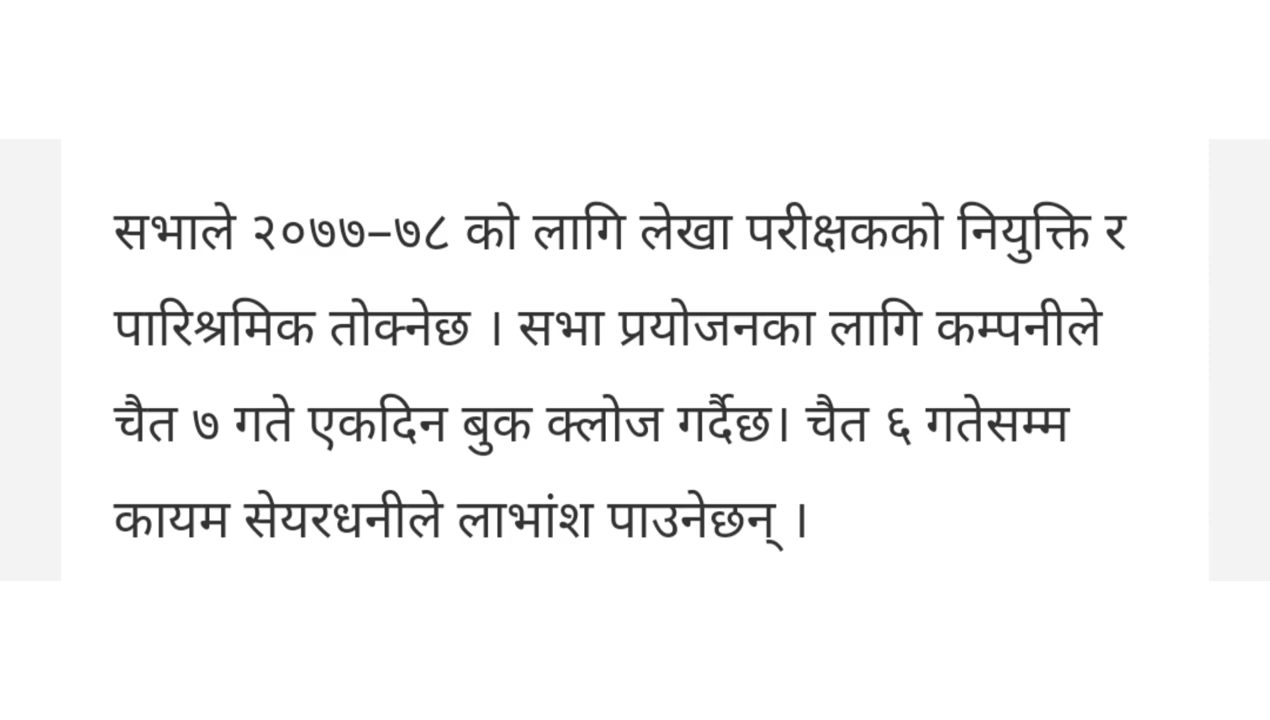 सभाले २०७७–७८ को लागि लेखा परीक्षकको नियुक्ति र
पारिश्रमिक तोक्नेछ । सभा प्रयोजनका लागि कम्पनीले
चैत ७ गते एकदिन बुक क्लोज गर्दैछ। चैत ६ गतेसम्म
कायम सेयरधनीले लाभांश पाउनेछन् ।